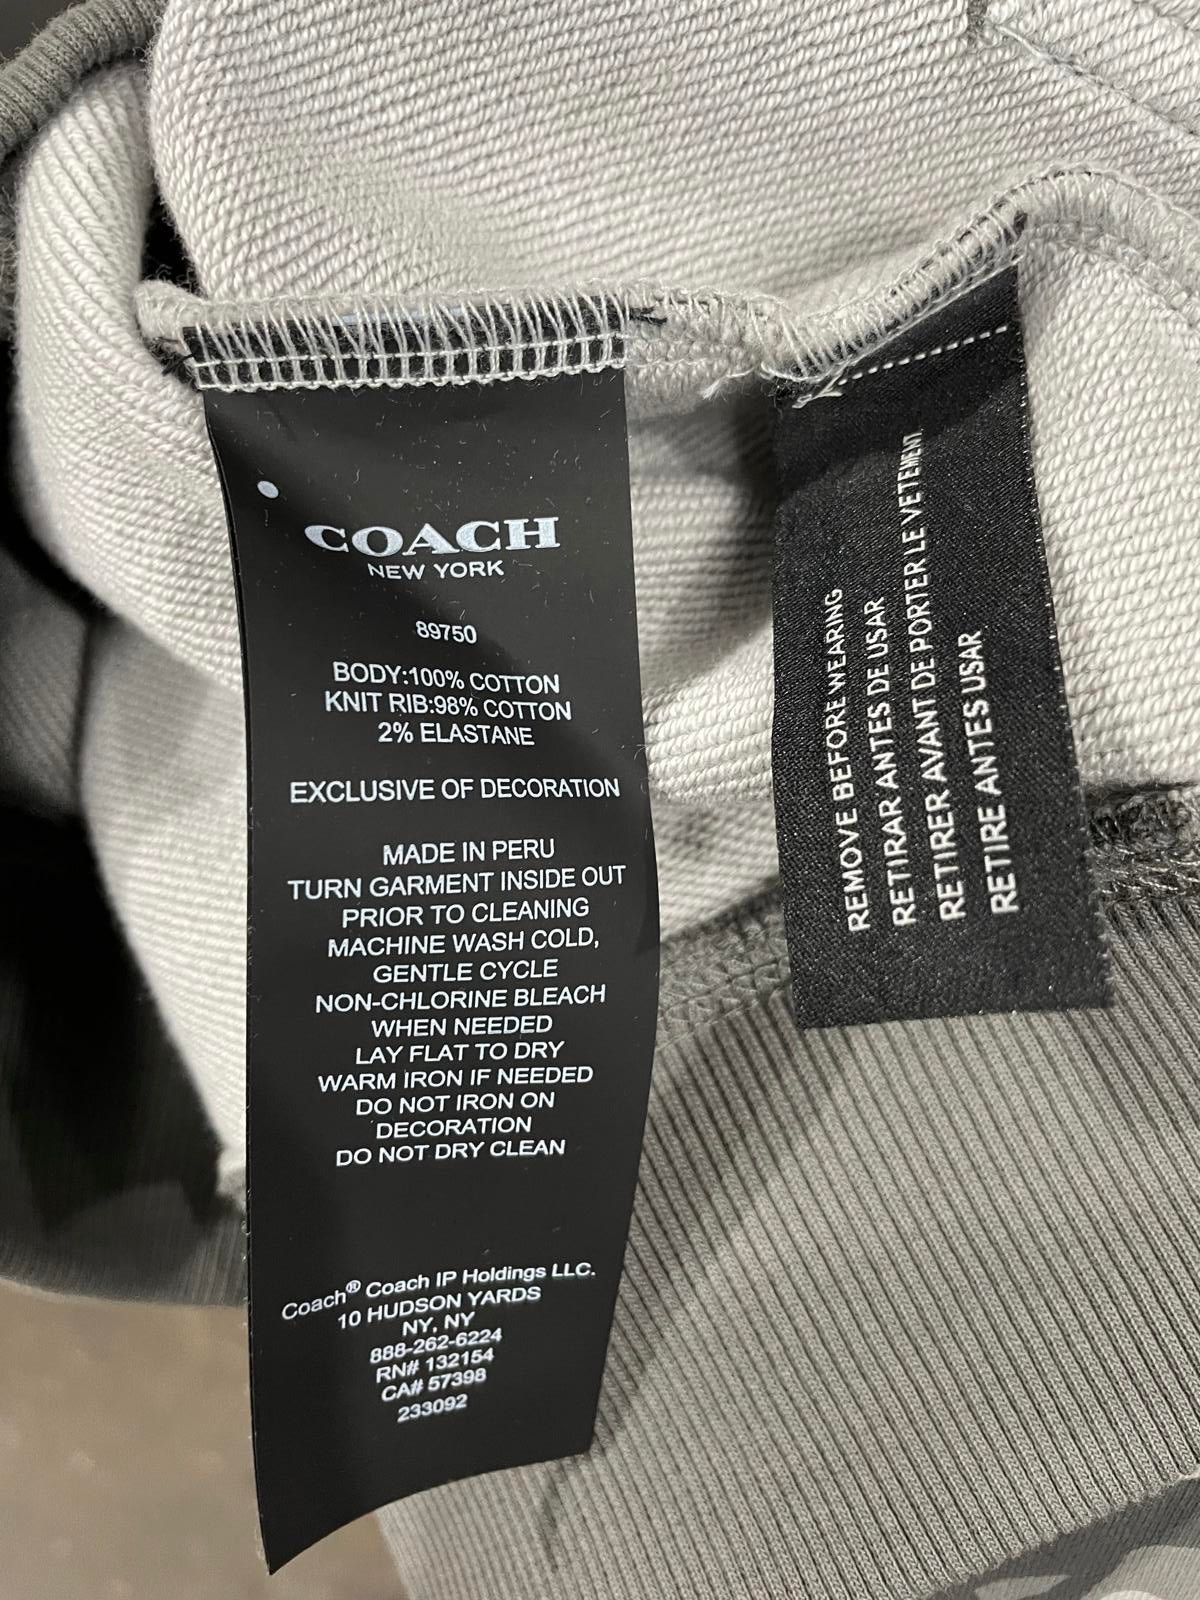 COACH
NEW YORK
89750
BODY:100% COTTON
KNIT RIB:98% COTTON
2% ELASTANE
EXCLUSIVE OF DECORATION
MADE IN PERU
TURN GARMENT INSIDE OUT
PRIOR TO CLEANING
MACHINE WASH COLD,
GENTLE CYCLE
NON-CHLORINE BLEACH
WHEN NEEDED
LAY FLAT TO DRY
WARM IRON IF NEEDED
DO NOT IRON ON
DECORATION
DO NOT DRY CLEAN
Coach® Coach IP Holdings LLC.
10 HUDSON YARDS
NY, NY
888-262-6224
RN# 132154
CA# 57398
233092
REMOVE BEFORE WEARING
RETIRAR ANTES DE USAR
RETIRER AVANT DE PORTER LE VETEMENT
RETIRE ANTES USAR